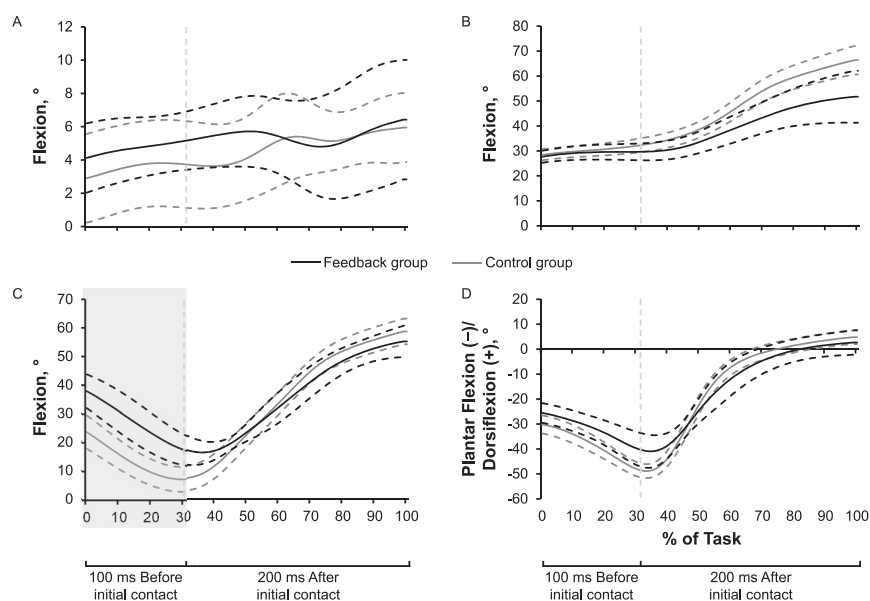 A
Flexion, °
12
10
8
6
4
2
0
B
Flexion, °
80
70
60
50
40
30
20
10
0
Feedback group
Control group
C
Flexion, °
70
60
50
40
30
20
10
0
0 10 20 30 40 50 60 70 80 90 100
100 ms Before
initial contact
200 ms After
initial contact
D
Plantar Flexion (–)/
Dorsiflexion (+), °
20
10
0
-10
-20
-30
-40
-50
-60
0 10 20 30 40 50 60 70 80 90 100
% of Task
100 ms Before
initial contact
200 ms After
initial contact